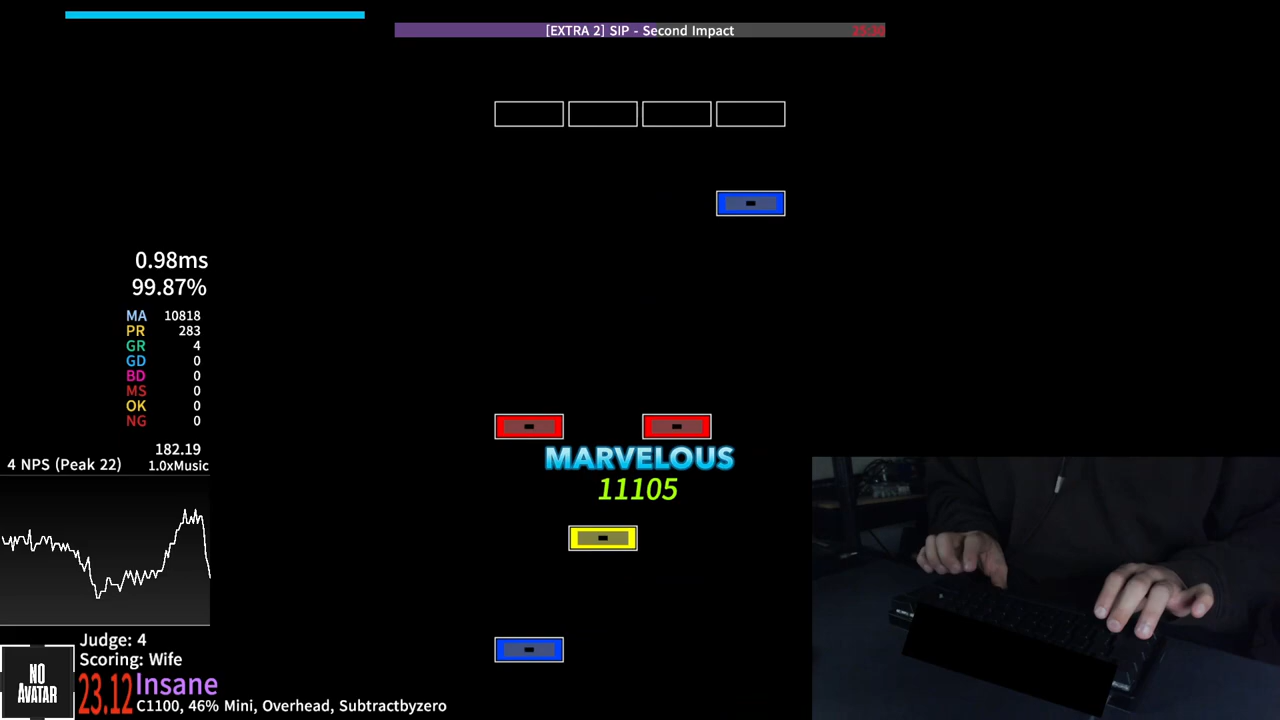 [EXTRA 2] SIP - Second Impact 25:30
0.98ms
99.87%
MA 10818
PR 283
GR 4
GD 0
BD 0
MS 0
OK 0
NG 0
182.19
4 NPS (Peak 22) 1.0xMusic
MARVELOUS
11105
Judge: 4
Scoring: Wife
NO AVATAR
23.12 Insane
C1100, 46% Mini, Overhead, Subtractbyzero